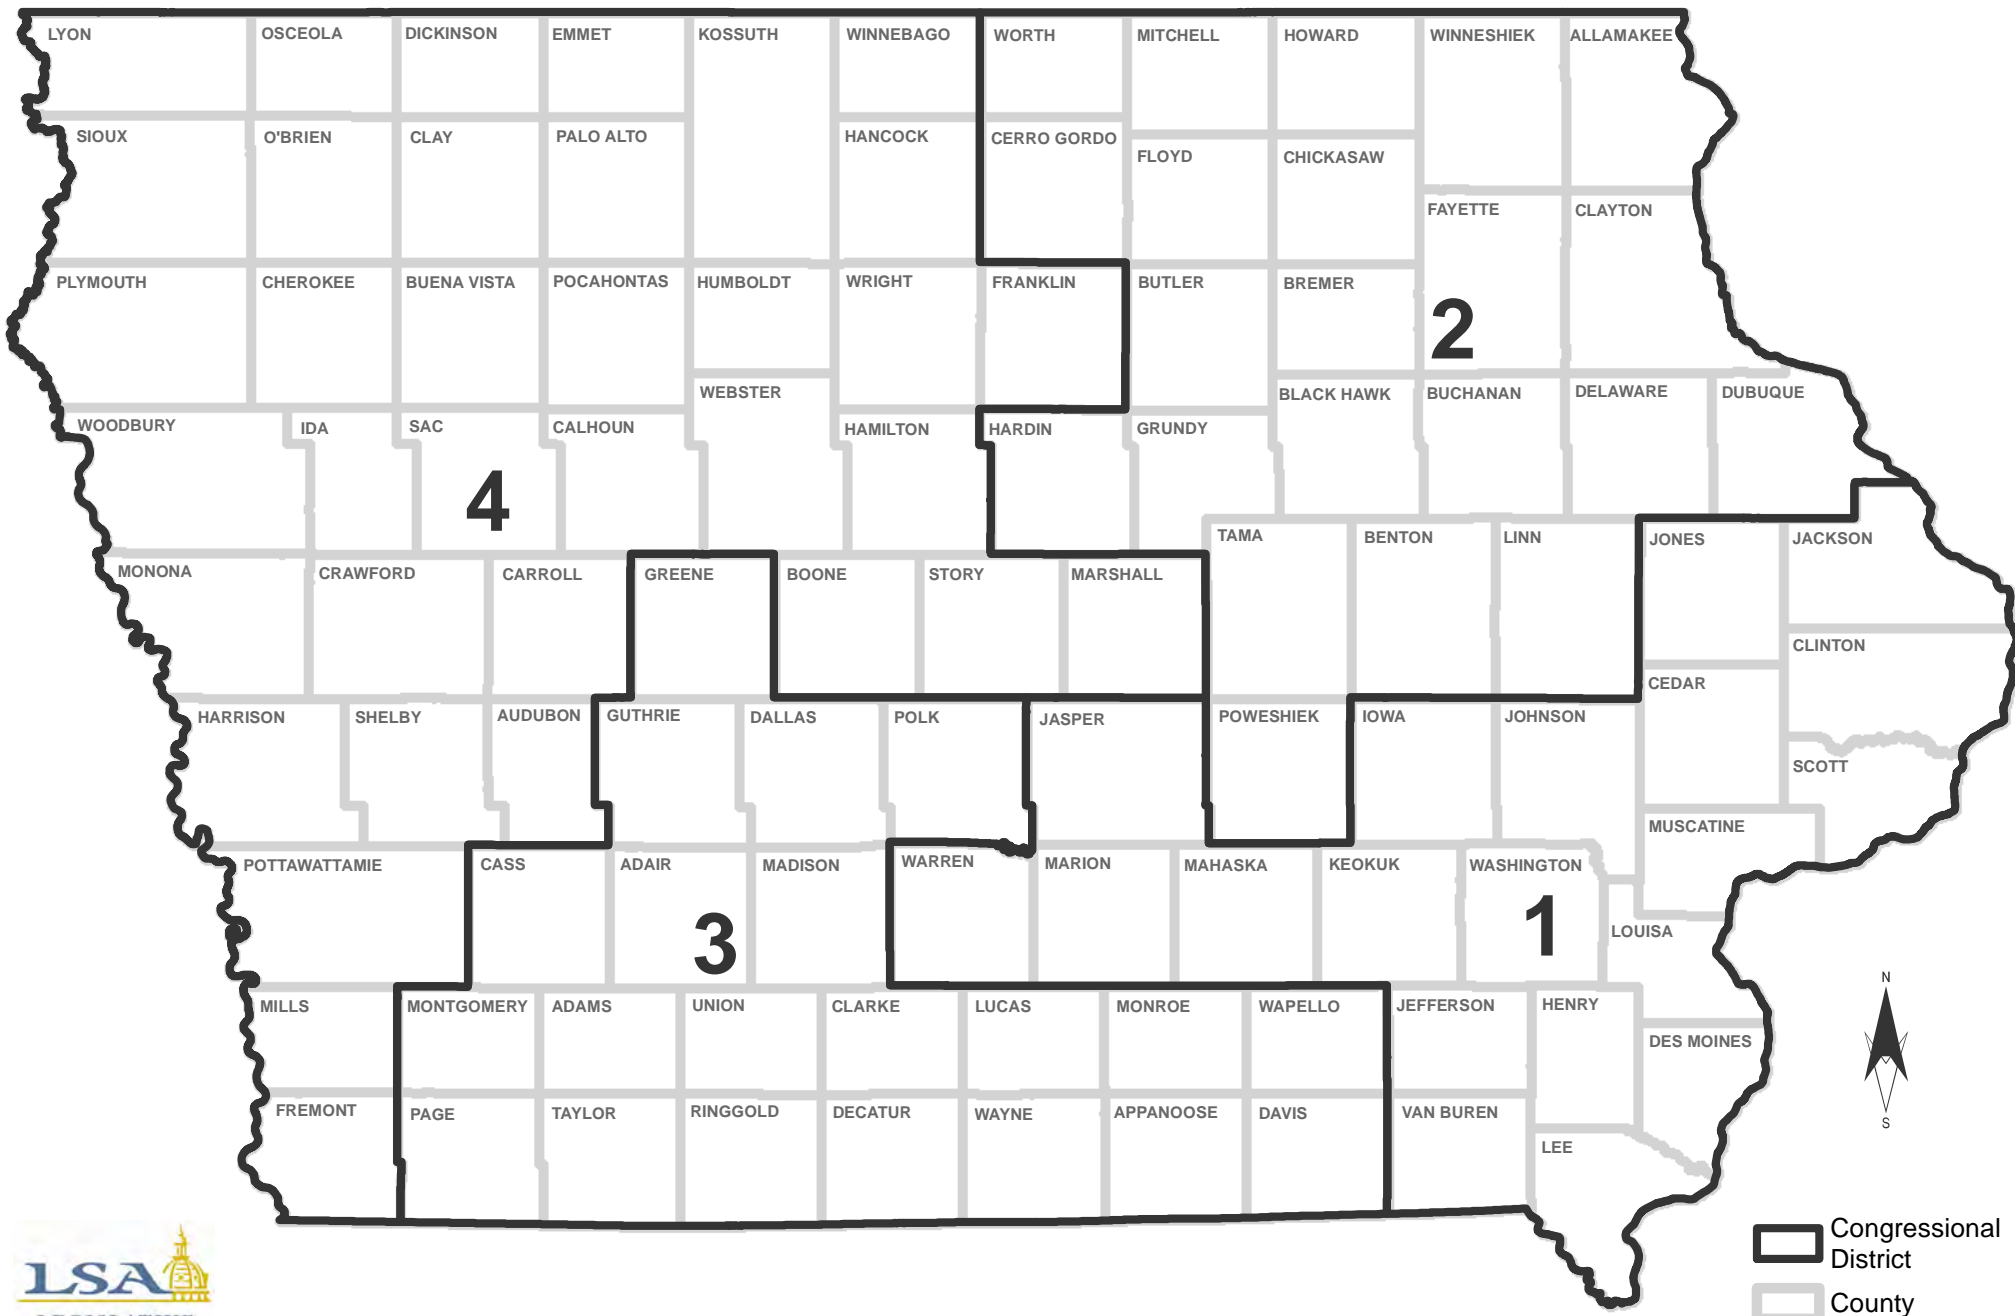 LYON OSCEOLA DICKINSON EMMET KOSSUTH WINNEBAGO WORTH MITCHELL HOWARD WINNESHIEK ALLAMAKEE
SIOUX O'BRIEN CLAY PALO ALTO HANCOCK CERRO GORDO
FLOYD CHICKASAW
FAYETTE CLAYTON
PLYMOUTH CHEROKEE BUENA VISTA POCAHONTAS HUMBOLDT WRIGHT FRANKLIN BUTLER BREMER
2
WEBSTER BLACK HAWK BUCHANAN DELAWARE DUBUQUE
WOODBURY IDA SAC CALHOUN HAMILTON HARDIN GRUNDY
4
TAMA BENTON LINN JONES JACKSON
MONONA CRAWFORD CARROLL GREENE BOONE STORY MARSHALL
CLINTON
CEDAR
HARRISON SHELBY AUDUBON GUTHRIE DALLAS POLK JASPER POWESHIEK IOWA JOHNSON
SCOTT
MUSCATINE
POTTAWATTAMIE CASS ADAIR MADISON WARREN MARION MAHASKA KEOKUK WASHINGTON
3
1
LOUISA
N
MILLS MONTGOMERY ADAMS UNION CLARKE LUCAS MONROE WAPELLO JEFFERSON HENRY
DES MOINES
FREMONT PAGE TAYLOR RINGGOLD DECATUR WAYNE APPANOOSE DAVIS VAN BUREN
S
LEE
Congressional
District
LSA
County